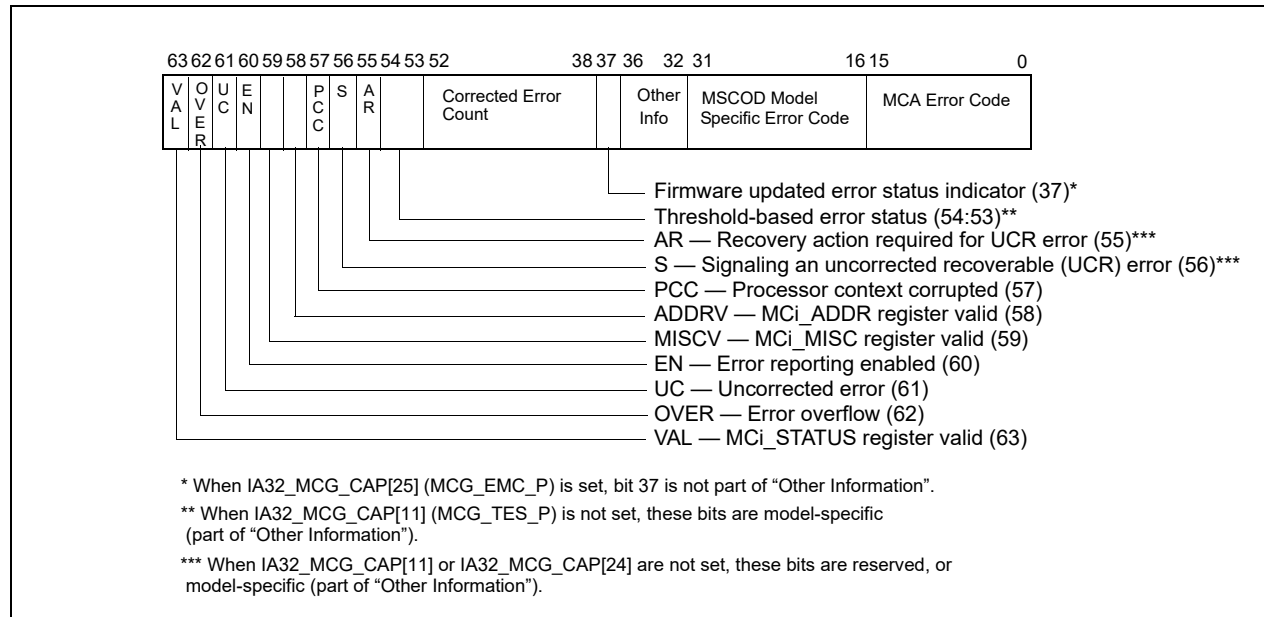 63 62 61 60 59 58 57 56 55 54 53 52 38 37 36 32 31 16 15 0
VAL
OVER
UC
EN
PCC
S
AR
Corrected Error
Count
Other
Info
MSCOD Model
Specific Error Code
MCA Error Code
Firmware updated error status indicator (37)*
Threshold-based error status (54:53)**
AR — Recovery action required for UCR error (55)***
S — Signaling an uncorrected recoverable (UCR) error (56)***
PCC — Processor context corrupted (57)
ADDRV — MCi_ADDR register valid (58)
MISCV — MCi_MISC register valid (59)
EN — Error reporting enabled (60)
UC — Uncorrected error (61)
OVER — Error overflow (62)
VAL — MCi_STATUS register valid (63)
* When IA32_MCG_CAP[25] (MCG_EMC_P) is set, bit 37 is not part of “Other Information”.
** When IA32_MCG_CAP[11] (MCG_TES_P) is not set, these bits are model-specific
(part of “Other Information”).
*** When IA32_MCG_CAP[11] or IA32_MCG_CAP[24] are not set, these bits are reserved, or
model-specific (part of “Other Information”).